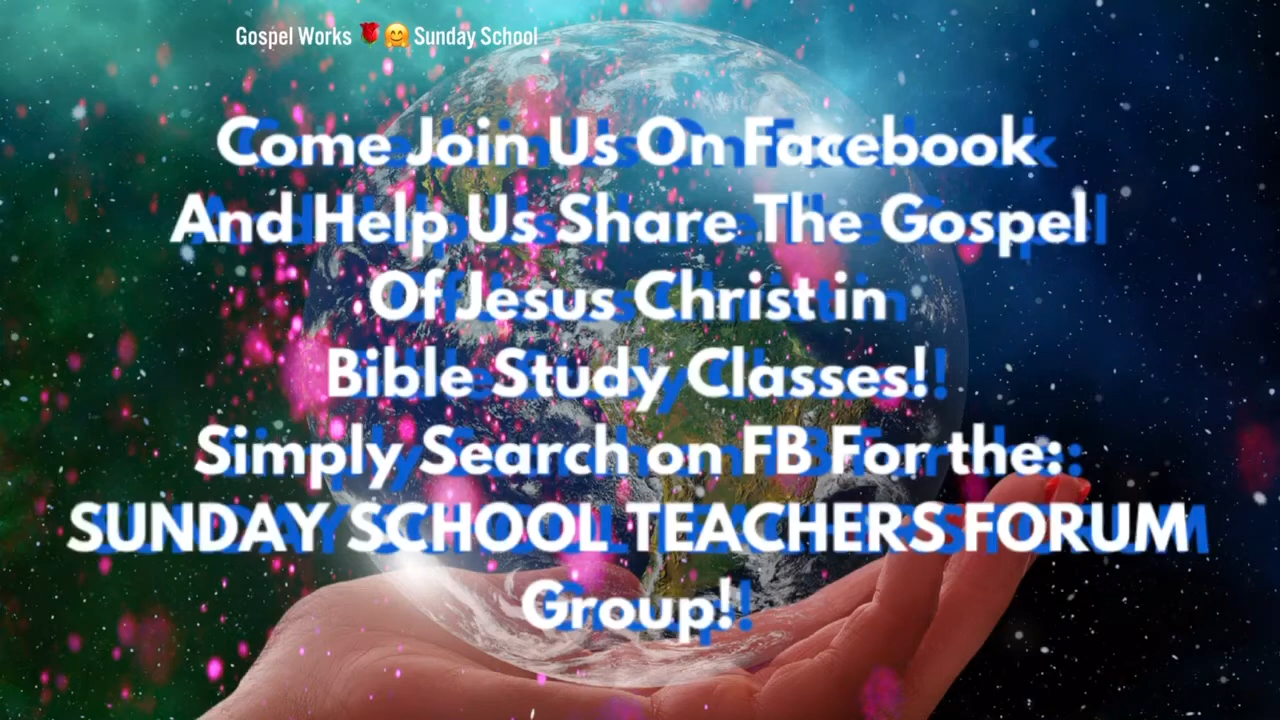 Gospel Works 🌹🤗 Sunday School
Come Join Us On Facebook
And Help Us Share The Gospel
Of Jesus Christ in
Bible Study Classes!
Simply Search on FB For the:
SUNDAY SCHOOL TEACHERS FORUM
Group!